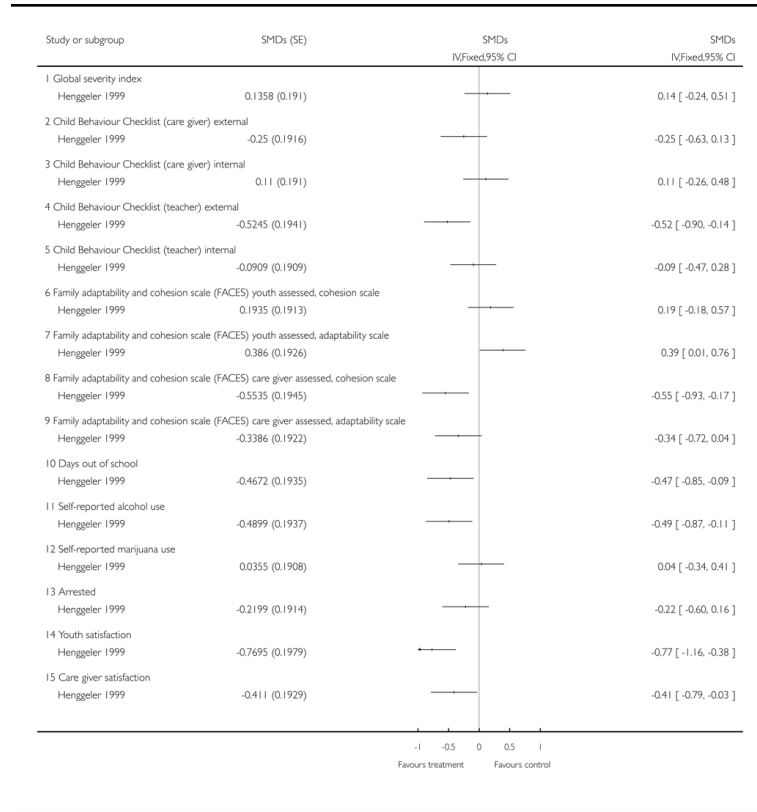 Study or subgroup SMDs (SE) SMDs SMDs
IV,Fixed,95% CI IV,Fixed,95% CI
1 Global severity index
Henggeler 1999 0.1358 (0.191) 0.14 [ -0.24, 0.51 ]
2 Child Behaviour Checklist (care giver) external
Henggeler 1999 -0.25 (0.1916) -0.25 [ -0.63, 0.13 ]
3 Child Behaviour Checklist (care giver) internal
Henggeler 1999 0.11 (0.191) 0.11 [ -0.26, 0.48 ]
4 Child Behaviour Checklist (teacher) external
Henggeler 1999 -0.5245 (0.1941) -0.52 [ -0.90, -0.14 ]
5 Child Behaviour Checklist (teacher) internal
Henggeler 1999 -0.0909 (0.1909) -0.09 [ -0.47, 0.28 ]
6 Family adaptability and cohesion scale (FACES) youth assessed, cohesion scale
Henggeler 1999 0.1935 (0.1913) 0.19 [ -0.18, 0.57 ]
7 Family adaptability and cohesion scale (FACES) youth assessed, adaptability scale
Henggeler 1999 0.386 (0.1926) 0.39 [ 0.01, 0.76 ]
8 Family adaptability and cohesion scale (FACES) care giver assessed, cohesion scale
Henggeler 1999 -0.5535 (0.1945) -0.55 [ -0.93, -0.17 ]
9 Family adaptability and cohesion scale (FACES) care giver assessed, adaptability scale
Henggeler 1999 -0.3386 (0.1922) -0.34 [ -0.72, 0.04 ]
10 Days out of school
Henggeler 1999 -0.4672 (0.1935) -0.47 [ -0.85, -0.09 ]
11 Self-reported alcohol use
Henggeler 1999 -0.4899 (0.1937) -0.49 [ -0.87, -0.11 ]
12 Self-reported marijuana use
Henggeler 1999 0.0355 (0.1908) 0.04 [ -0.34, 0.41 ]
13 Arrested
Henggeler 1999 -0.2199 (0.1914) -0.22 [ -0.60, 0.16 ]
14 Youth satisfaction
Henggeler 1999 -0.7695 (0.1979) -0.77 [ -1.16, -0.38 ]
15 Care giver satisfaction
Henggeler 1999 -0.411 (0.1929) -0.41 [ -0.79, -0.03 ]
-1 -0.5 0 0.5 1
Favours treatment Favours control